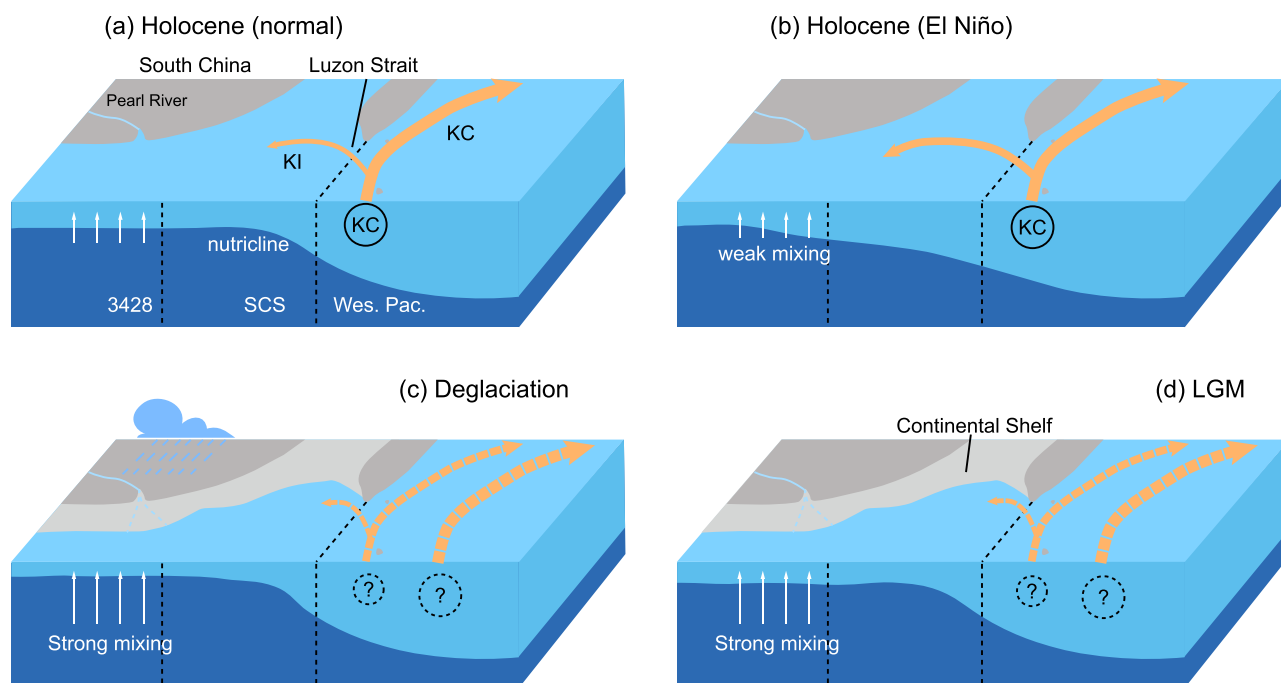 (a) Holocene (normal)
South China
Luzon Strait
Pearl River
KC
KI
KC
nutricline
3428
SCS
Wes. Pac.
(b) Holocene (El Niño)
KC
weak mixing
(c) Deglaciation
?
?
Strong mixing
(d) LGM
Continental Shelf
?
?
Strong mixing